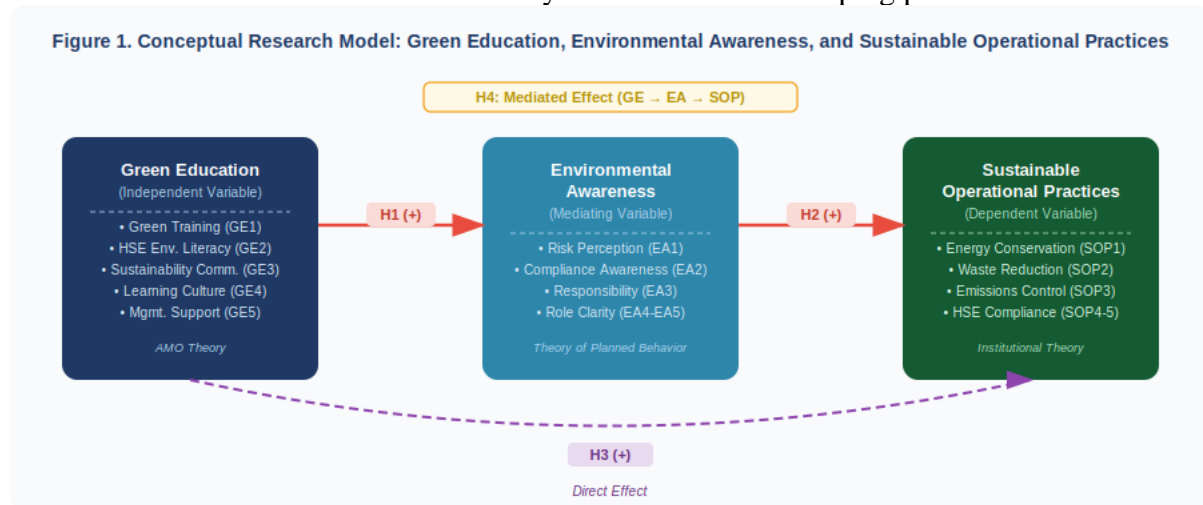 Figure 1. Conceptual Research Model: Green Education, Environmental Awareness, and Sustainable Operational Practices
H4: Mediated Effect (GE → EA → SOP)
Green Education
(Independent Variable)
• Green Training (GE1)
• HSE Env. Literacy (GE2)
• Sustainability Comm. (GE3)
• Learning Culture (GE4)
• Mgmt. Support (GE5)
AMO Theory
H1 (+)
Environmental
Awareness
(Mediating Variable)
• Risk Perception (EA1)
• Compliance Awareness (EA2)
• Responsibility (EA3)
• Role Clarity (EA4-EA5)
Theory of Planned Behavior
H2 (+)
Sustainable
Operational Practices
(Dependent Variable)
• Energy Conservation (SOP1)
• Waste Reduction (SOP2)
• Emissions Control (SOP3)
• HSE Compliance (SOP4-5)
Institutional Theory
H3 (+)
Direct Effect